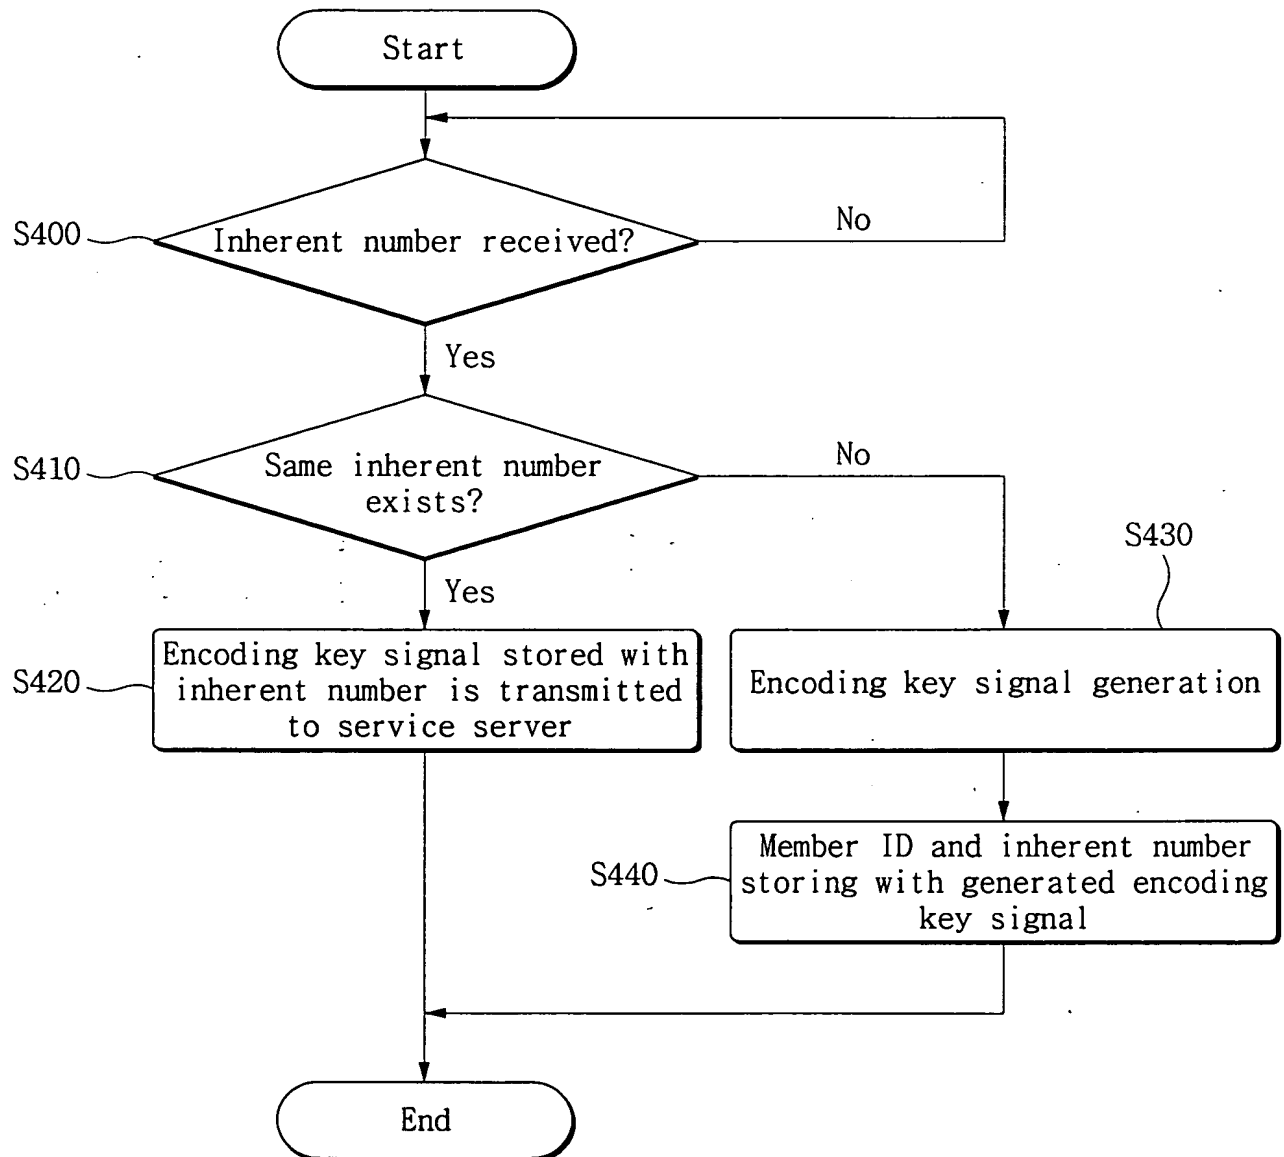 Start
No
S400
Inherent number received?
Yes
No
S410
Same inherent number
exists?
S430
Yes
S420
Encoding key signal stored with
inherent number is transmitted
to service server
Encoding key signal generation
S440
Member ID and inherent number
storing with generated encoding
key signal
End